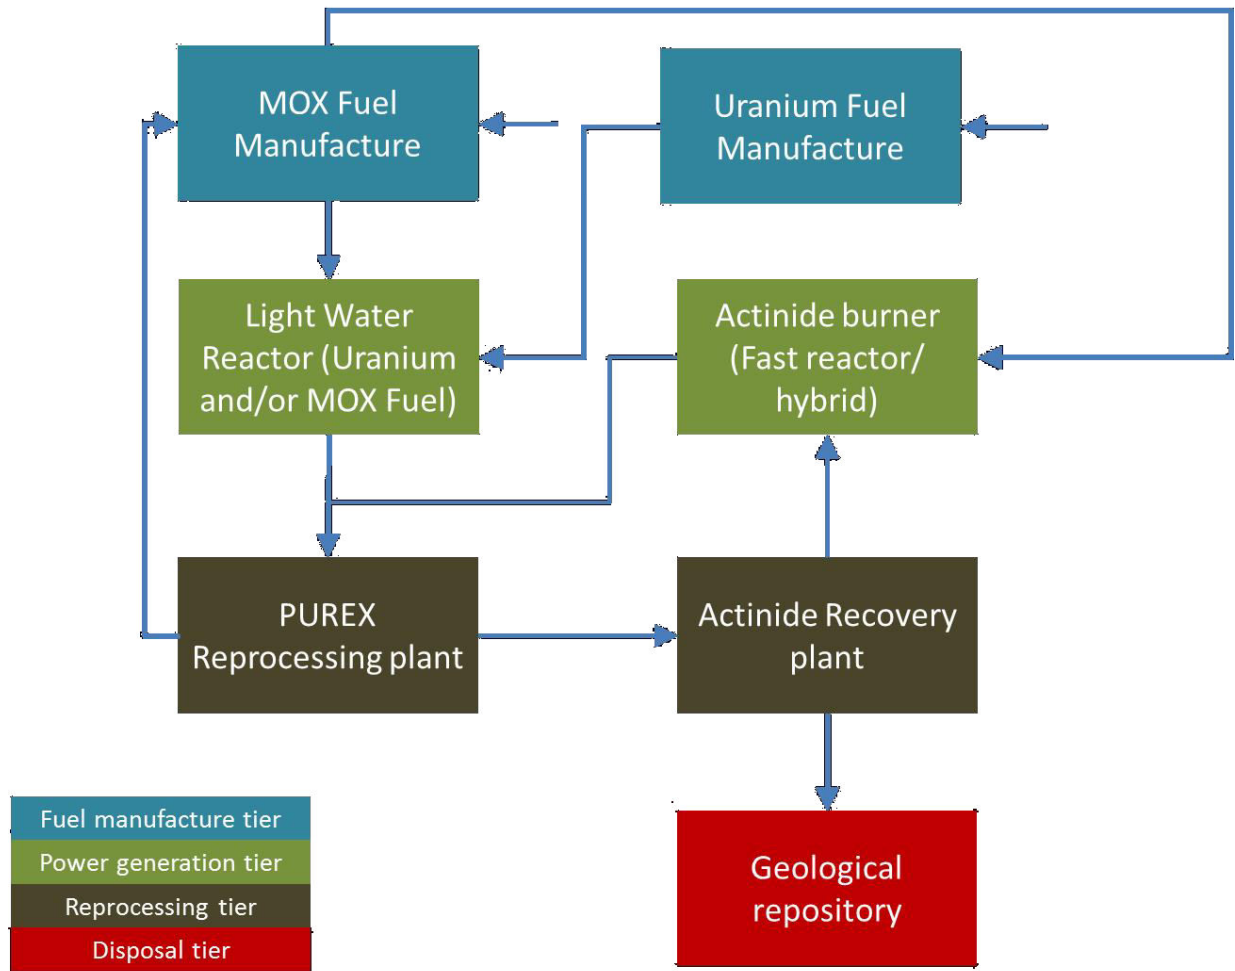 MOX Fuel
Manufacture
Uranium Fuel
Manufacture
Light Water
Reactor (Uranium
and/or MOX Fuel)
Actinide burner
(Fast reactor/
hybrid)
PUREX
Reprocessing plant
Actinide Recovery
plant
Geological
repository
Fuel manufacture tier
Power generation tier
Reprocessing tier
Disposal tier